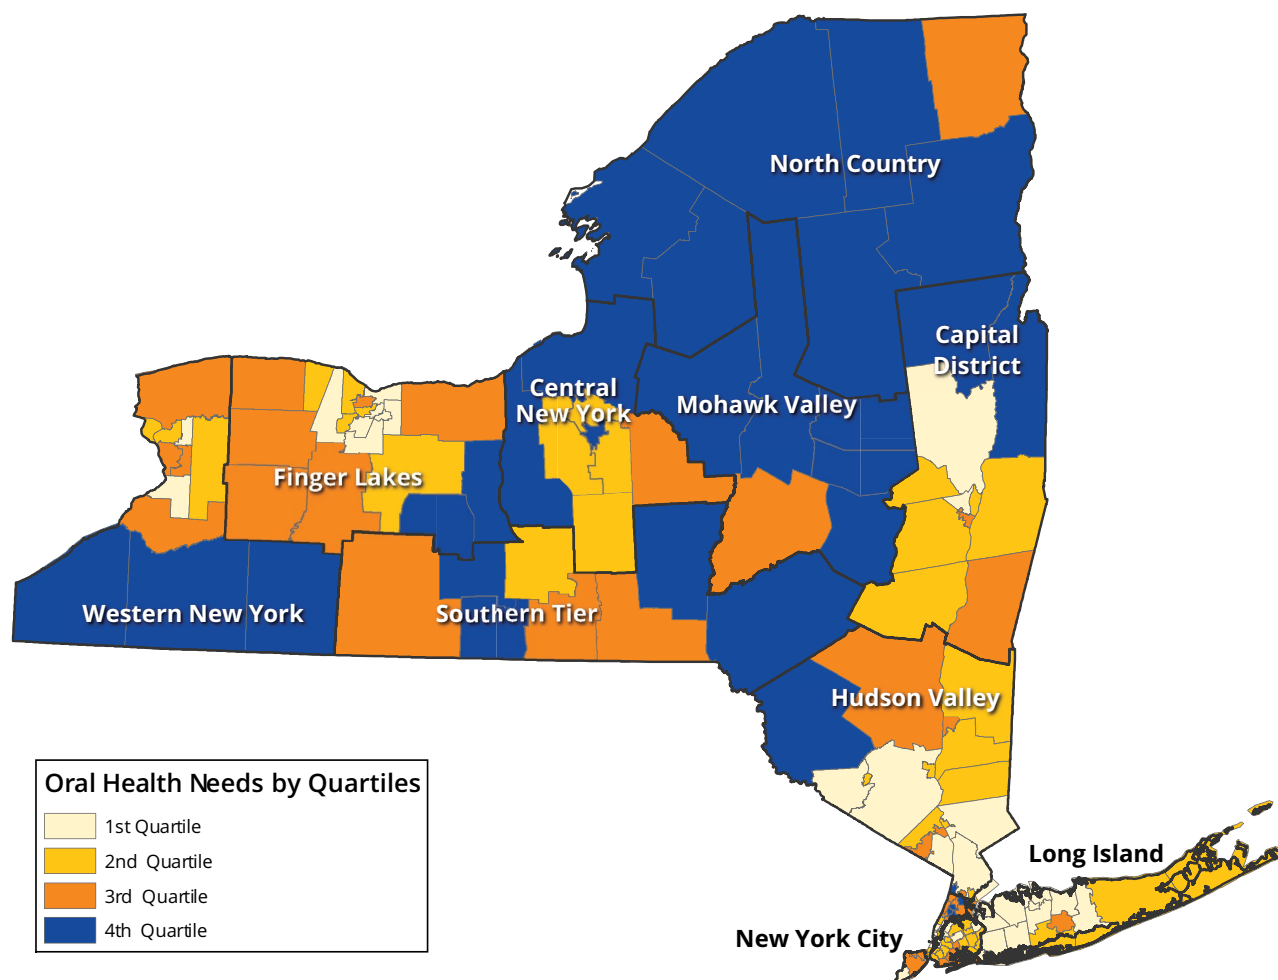 North Country
Capital
District
Central
New York
Mohawk Valley
Finger Lakes
Western New York
Southern Tier
Hudson Valley
Oral Health Needs by Quartiles
1st Quartile
2nd Quartile
3rd Quartile
4th Quartile
Long Island
New York City